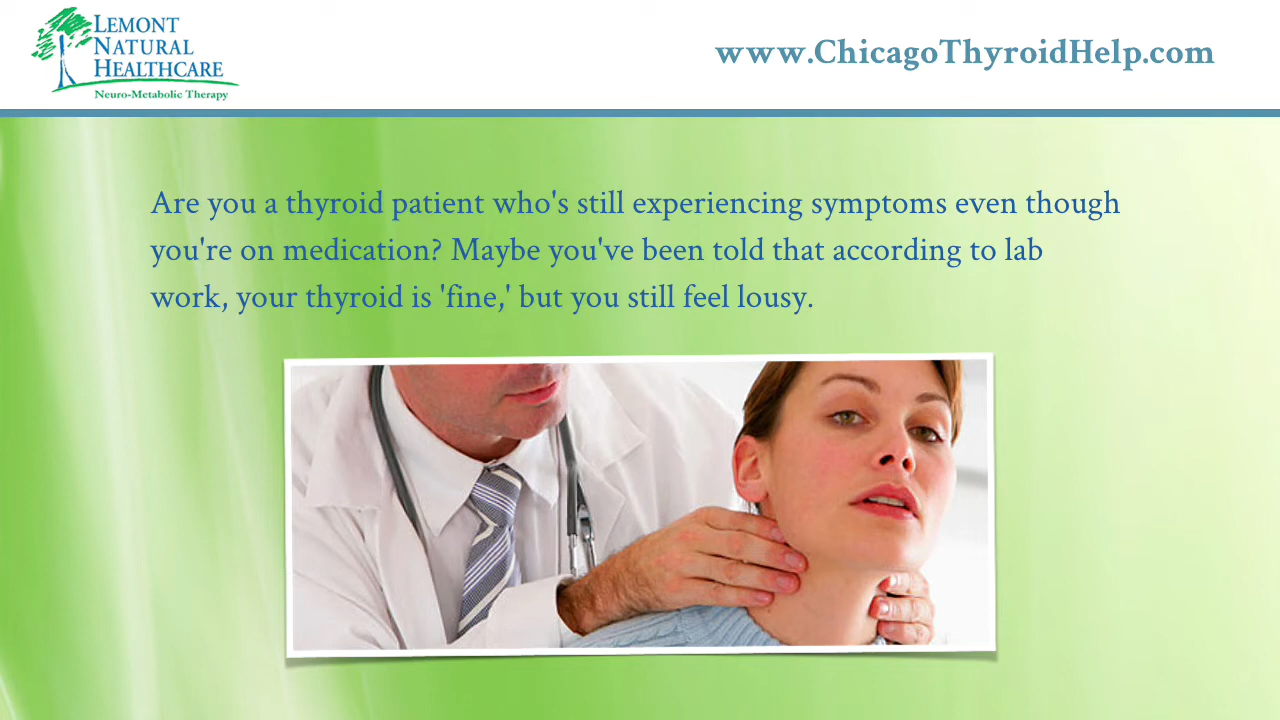 LEMONT
NATURAL
HEALTHCARE
Neuro-Metabolic Therapy
www.ChicagoThyroidHelp.com
Are you a thyroid patient who's still experiencing symptoms even though
you're on medication? Maybe you've been told that according to lab
work, your thyroid is 'fine,' but you still feel lousy.